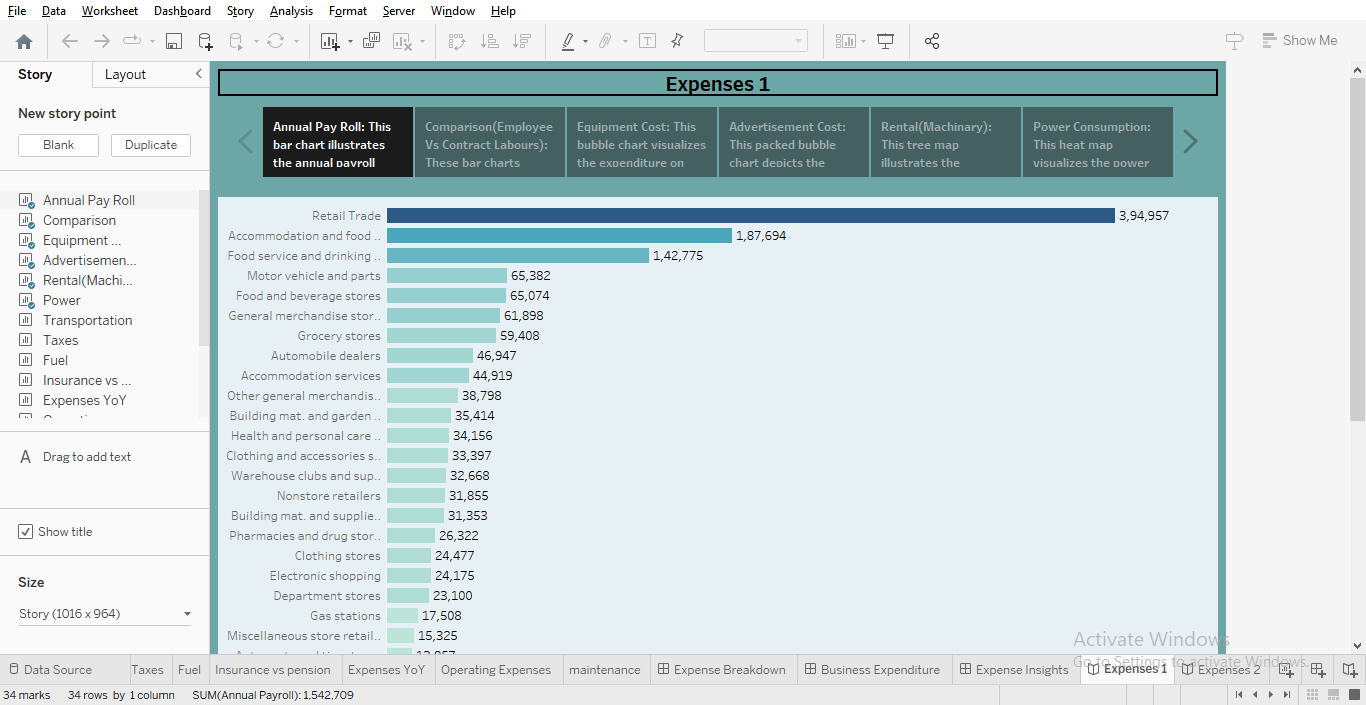 File Data Worksheet Dashboard Story Analysis Format Server Window Help
Show Me
Story Layout
New story point
Blank Duplicate
Annual Pay Roll
Comparison
Equipment ...
Advertisemen...
Rental(Machi...
Power
Transportation
Taxes
Fuel
Insurance vs ...
Expenses YoY
A Drag to add text
Show title
Size
Story (1016 x 964)
Expenses 1
Annual Pay Roll: This
bar chart illustrates
the annual payroll
Comparison(Employee
Vs Contract Labours):
These bar charts
Equipment Cost: This
bubble chart visualizes
the expenditure on
Advertisement Cost:
This packed bubble
chart depicts the
Rental(Machinary):
This tree map
illustrates the
Power Consumption:
This heat map
visualizes the power
Retail Trade 3,94,957
Accommodation and food .. 1,87,694
Food service and drinking .. 1,42,775
Motor vehicle and parts 65,382
Food and beverage stores 65,074
General merchandise stor.. 61,898
Grocery stores 59,408
Automobile dealers 46,947
Accommodation services 44,919
Other general merchandis.. 38,798
Building mat. and garden .. 35,414
Health and personal care .. 34,156
Clothing and accessories s.. 33,397
Warehouse clubs and sup.. 32,668
Nonstore retailers 31,855
Building mat. and supplie.. 31,353
Pharmacies and drug stor.. 26,322
Clothing stores 24,477
Electronic shopping 24,175
Department stores 23,100
Gas stations 17,508
Miscellaneous store retail.. 15,325
Activate Windows
Go to Settings to activate Windows.
Data Source Taxes Fuel Insurance vs pension Expenses YoY Operating Expenses maintenance Expense Breakdown Business Expenditure Expense Insights Expenses 1 Expenses 2
34 marks 34 rows by 1 column SUM(Annual Payroll): 1,542,709